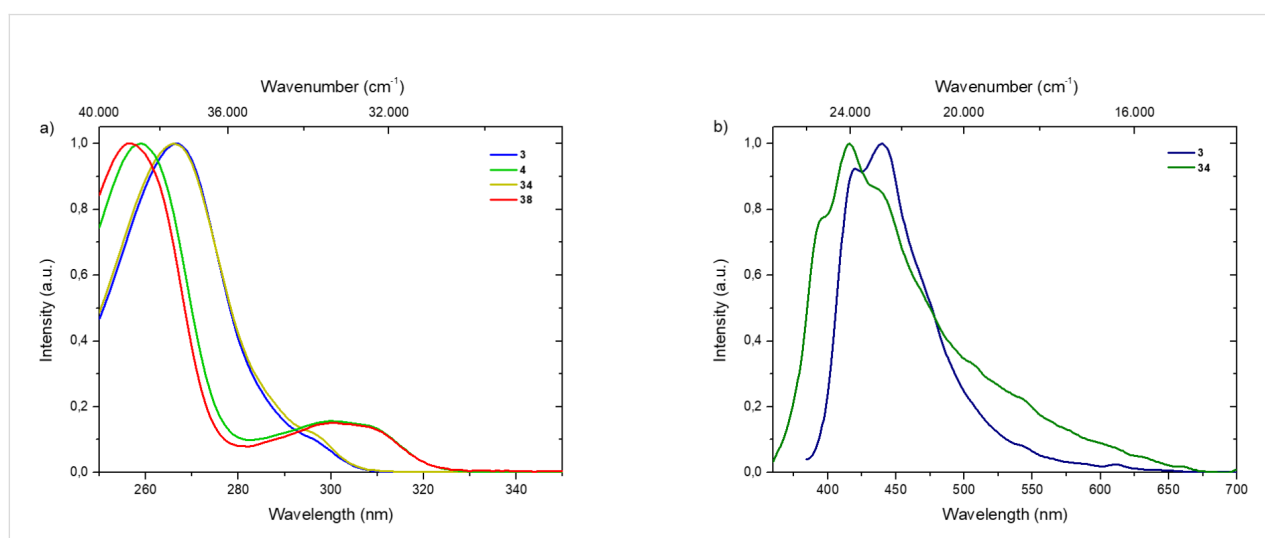 Wavenumber (cm⁻¹)
40.000 36.000 32.000
a)
1,0
0,8
0,6
0,4
0,2
0,0
Intensity (a.u.)
3
4
34
38
260 280 300 320 340
Wavelength (nm)
Wavenumber (cm⁻¹)
24.000 20.000 16.000
b)
1,0
0,8
0,6
0,4
0,2
0,0
Intensity (a.u.)
3
34
400 450 500 550 600 650 700
Wavelength (nm)